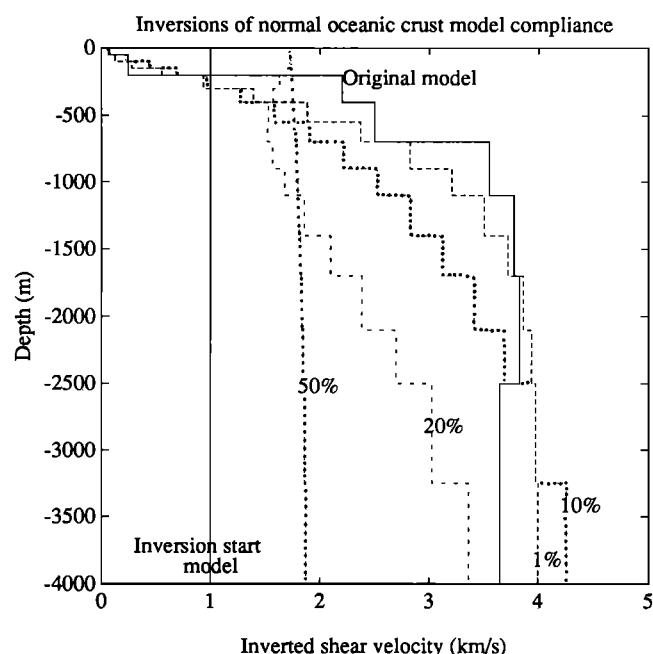 Inversions of normal oceanic crust model compliance
0
-500
-1000
-1500
-2000
-2500
-3000
-3500
-4000
Depth (m)
Original model
50%
20%
10%
1%
Inversion start
model
0 1 2 3 4 5
Inverted shear velocity (km/s)